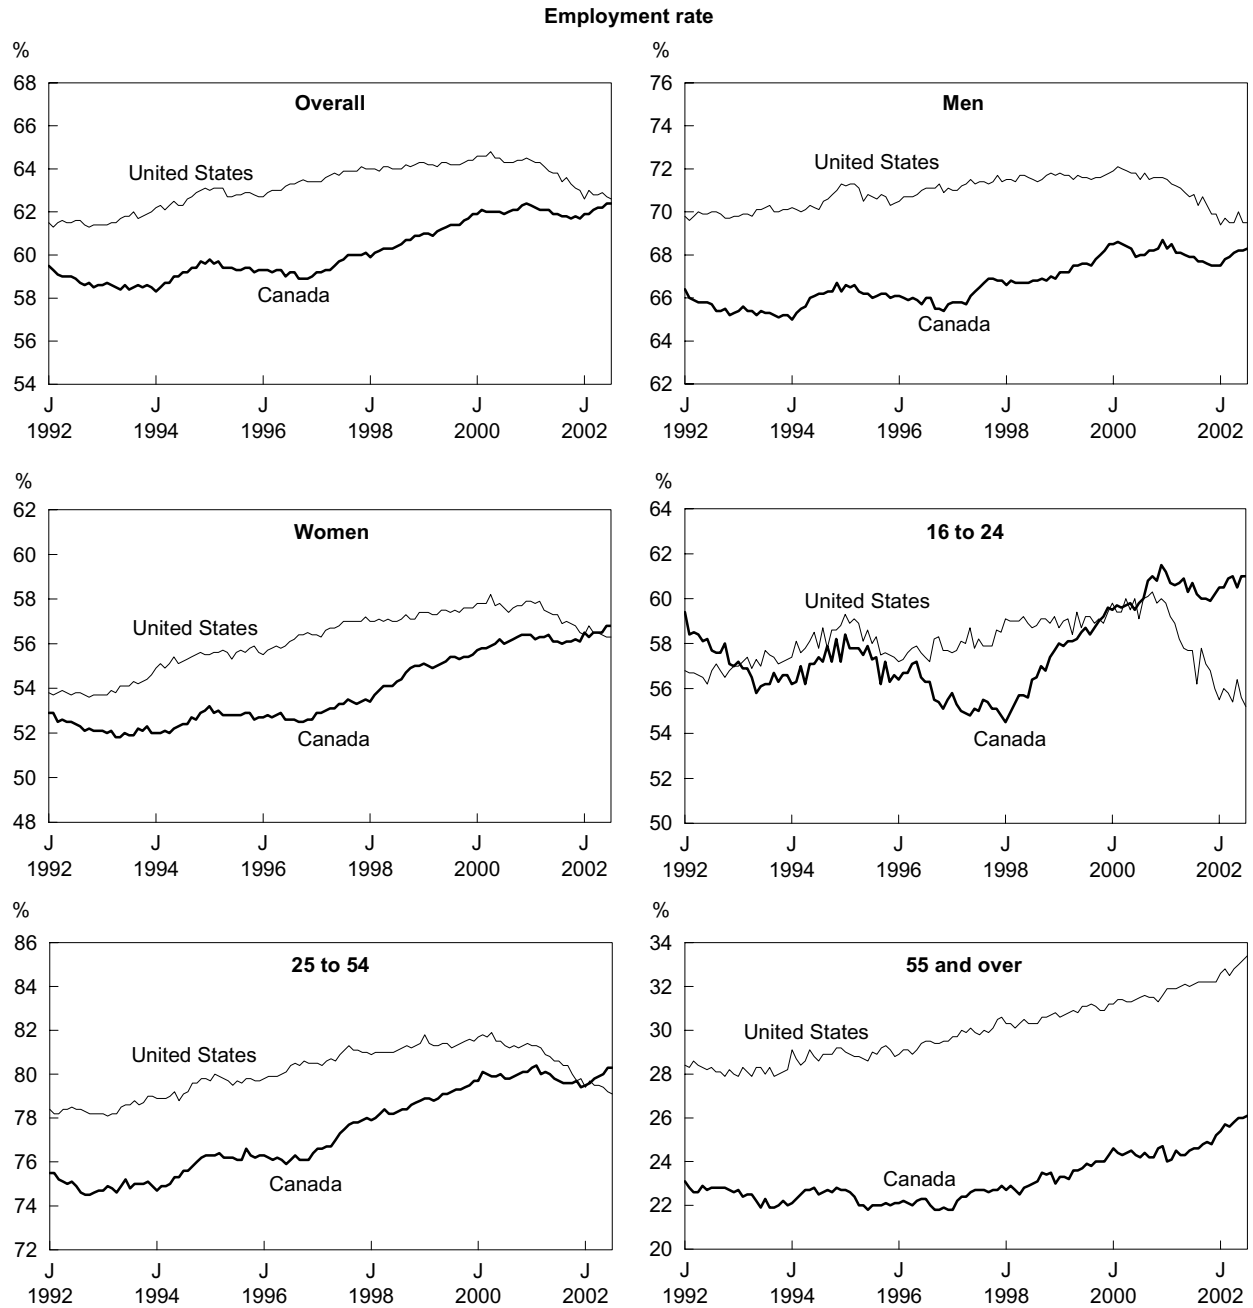 Employment rate
%
Overall
68
66
64
62
60
58
56
54
United States
Canada
J J J J J J
1992 1994 1996 1998 2000 2002
%
Men
76
74
72
70
68
66
64
62
United States
Canada
J J J J J J
1992 1994 1996 1998 2000 2002
%
Women
62
60
58
56
54
52
50
48
United States
Canada
J J J J J J
1992 1994 1996 1998 2000 2002
%
16 to 24
64
62
60
58
56
54
52
50
United States
Canada
J J J J J J
1992 1994 1996 1998 2000 2002
%
25 to 54
86
84
82
80
78
76
74
72
United States
Canada
J J J J J J
1992 1994 1996 1998 2000 2002
%
55 and over
34
32
30
28
26
24
22
20
United States
Canada
J J J J J J
1992 1994 1996 1998 2000 2002